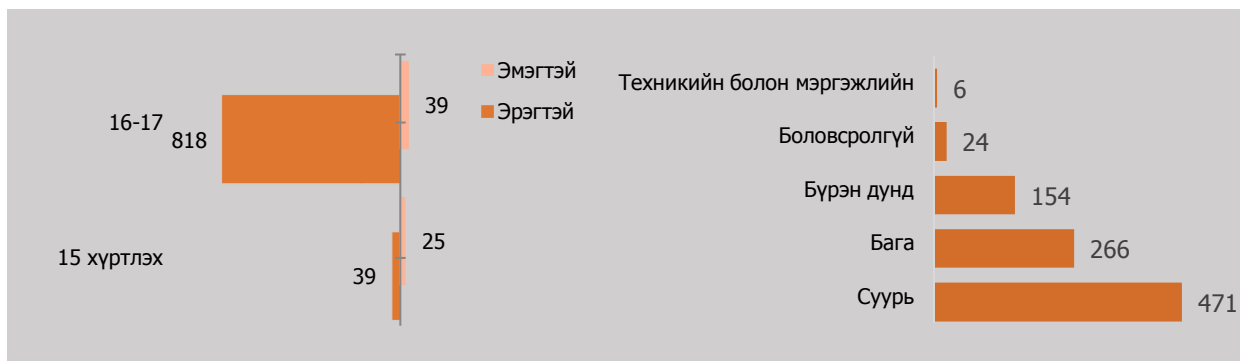 Эмэгтэй
Эрэгтэй
39
16-17
818
25
15 хүртлэх
39
Техникийн болон мэргэжлийн
6
Боловсролгүй
24
Бүрэн дунд
154
Бага
266
Суурь
471